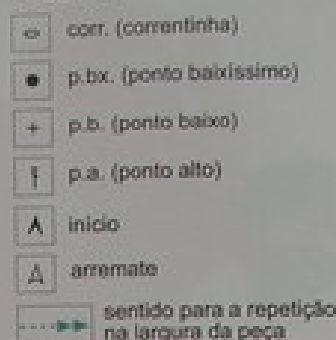 corr. (correntinha)
p.bx. (ponto baixíssimo)
p.b. (ponto baixo)
p.a. (ponto alto)
início
arremate
sentido para a repetição
na largura da peça